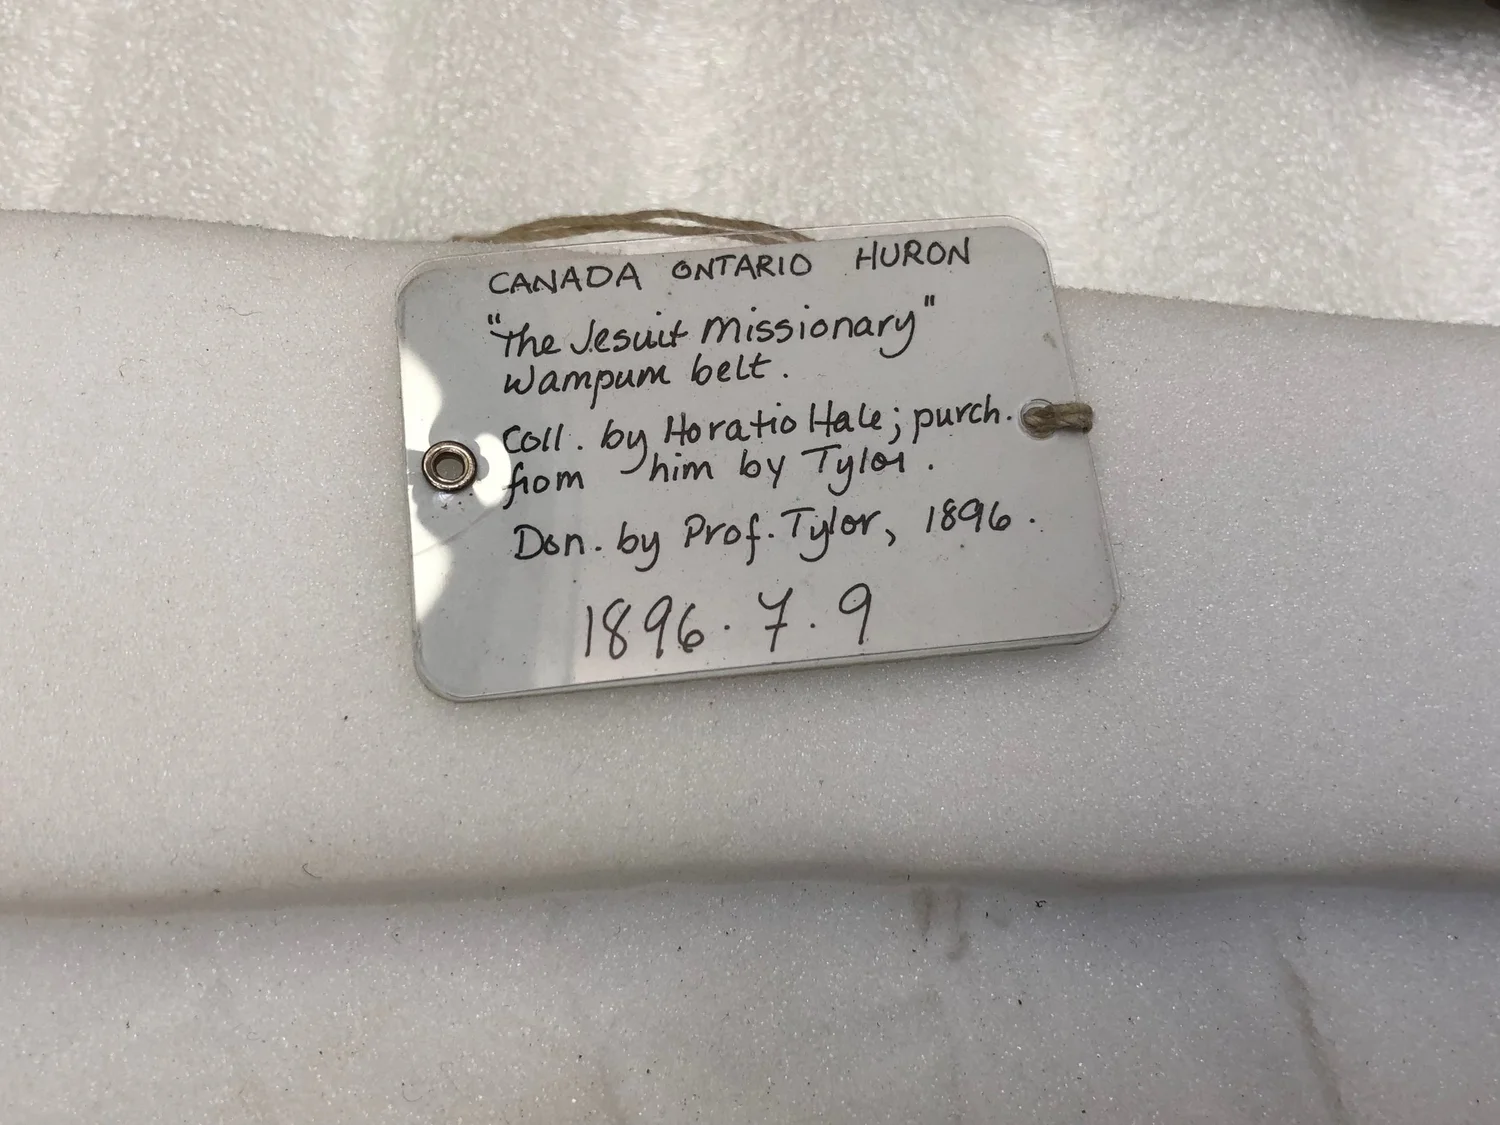 CANADA ONTARIO HURON
"The Jesuit Missionary"
Wampum belt.
Coll. by Horatio Hale; purch.
from him by Tylor.
Don. by Prof. Tylor, 1896.
1896.7.9